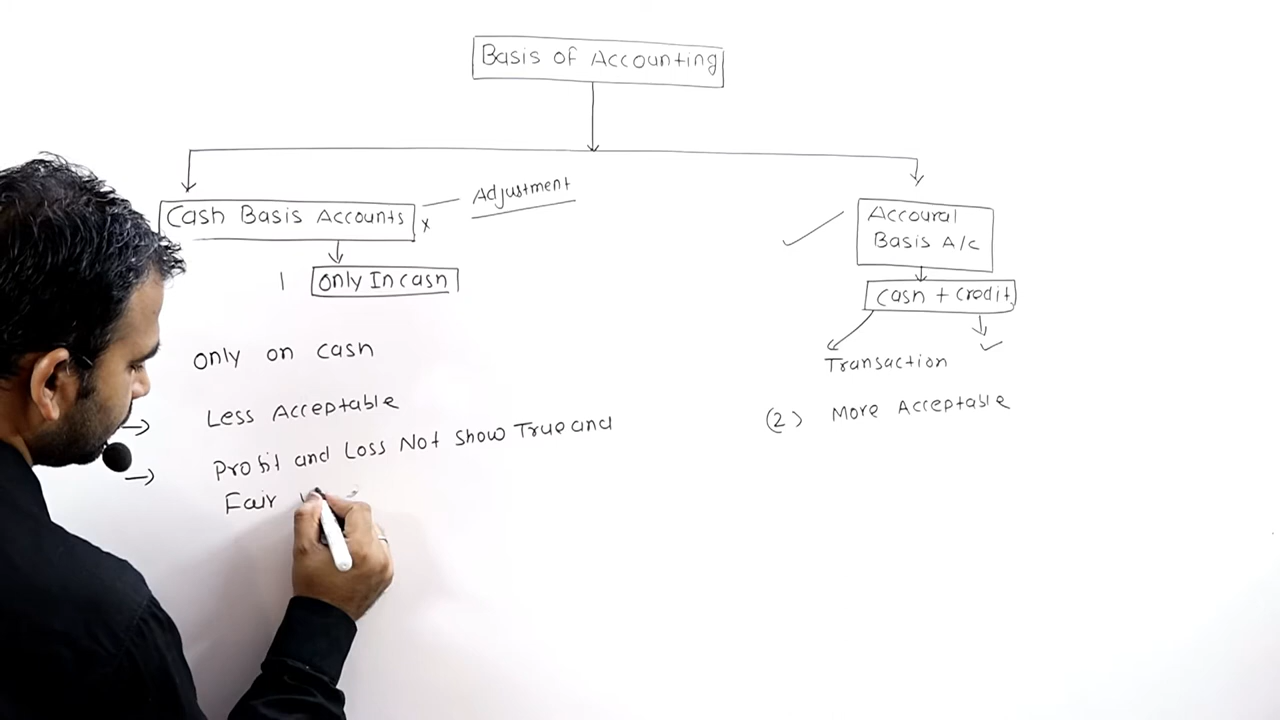 Basis of Accounting
Adjustment
Cash Basis Accounts x
Accoural
Basis A/c
1 Only In cash
Cash + Credit
only on cash
Transaction
Less Acceptable
(2) More Acceptable
Profit and Loss Not show True and
Fair